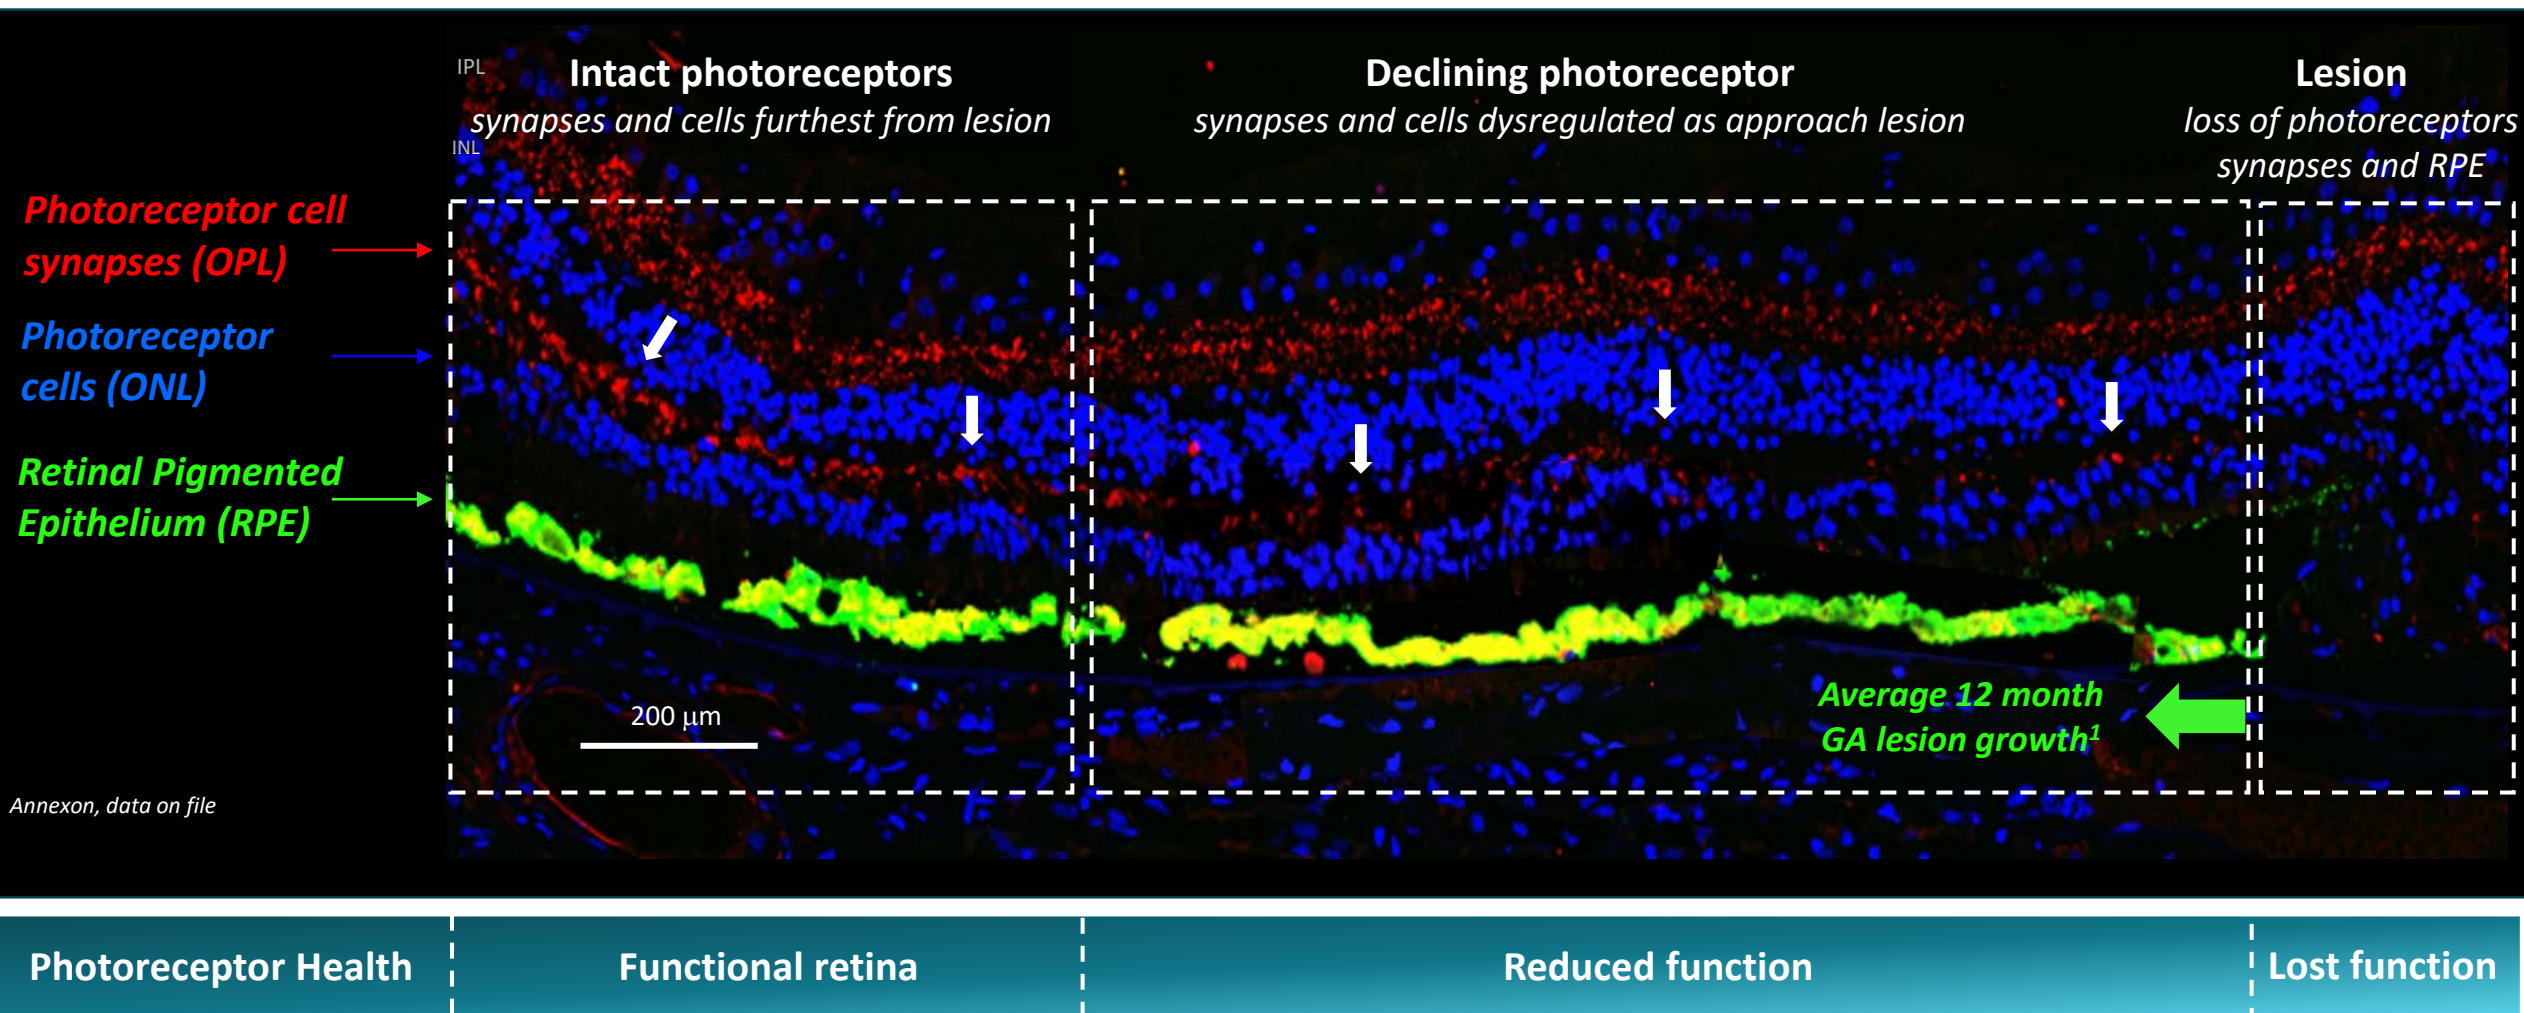 IPL
INL
Intact photoreceptors
synapses and cells furthest from lesion
Declining photoreceptor
synapses and cells dysregulated as approach lesion
Lesion
loss of photoreceptors
synapses and RPE
Photoreceptor cell
synapses (OPL)
Photoreceptor
cells (ONL)
Retinal Pigmented
Epithelium (RPE)
200 μm
Average 12 month
GA lesion growth¹
Annexon, data on file
Photoreceptor Health
Functional retina
Reduced function
Lost function